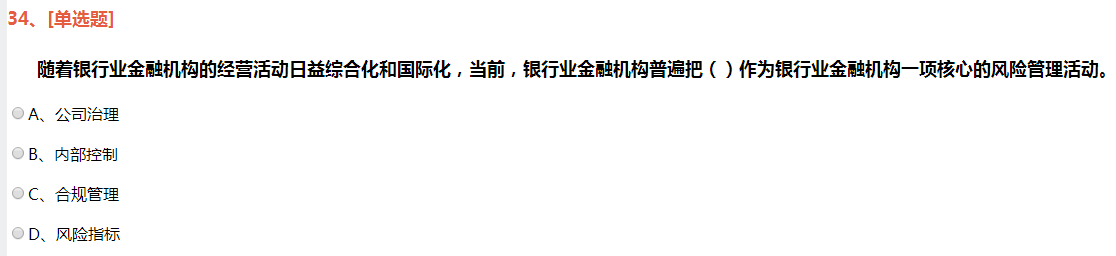 34、[单选题]
随着银行业金融机构的经营活动日益综合化和国际化，当前，银行业金融机构普遍把（ ）作为银行业金融机构一项核心的风险管理活动。
A、公司治理
B、内部控制
C、合规管理
D、风险指标